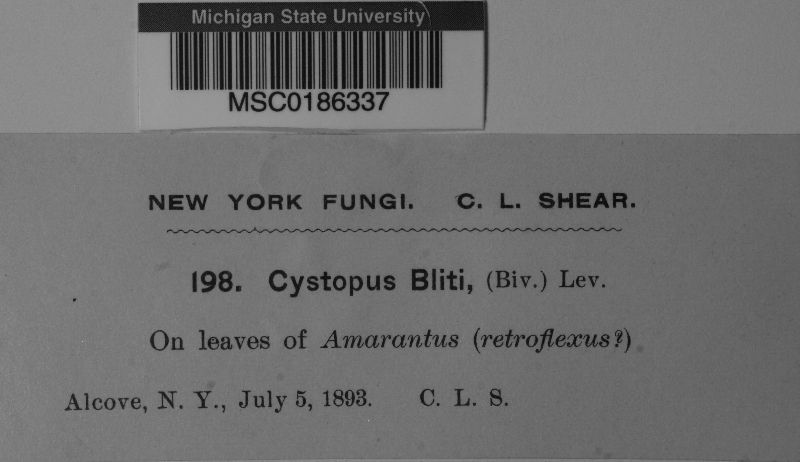 Michigan State University
MSC0186337
NEW YORK FUNGI. C. L. SHEAR.
198. Cystopus Bliti, (Biv.) Lev.
On leaves of Amarantus (retroflexus?)
Alcove, N. Y., July 5, 1893. C. L. S.